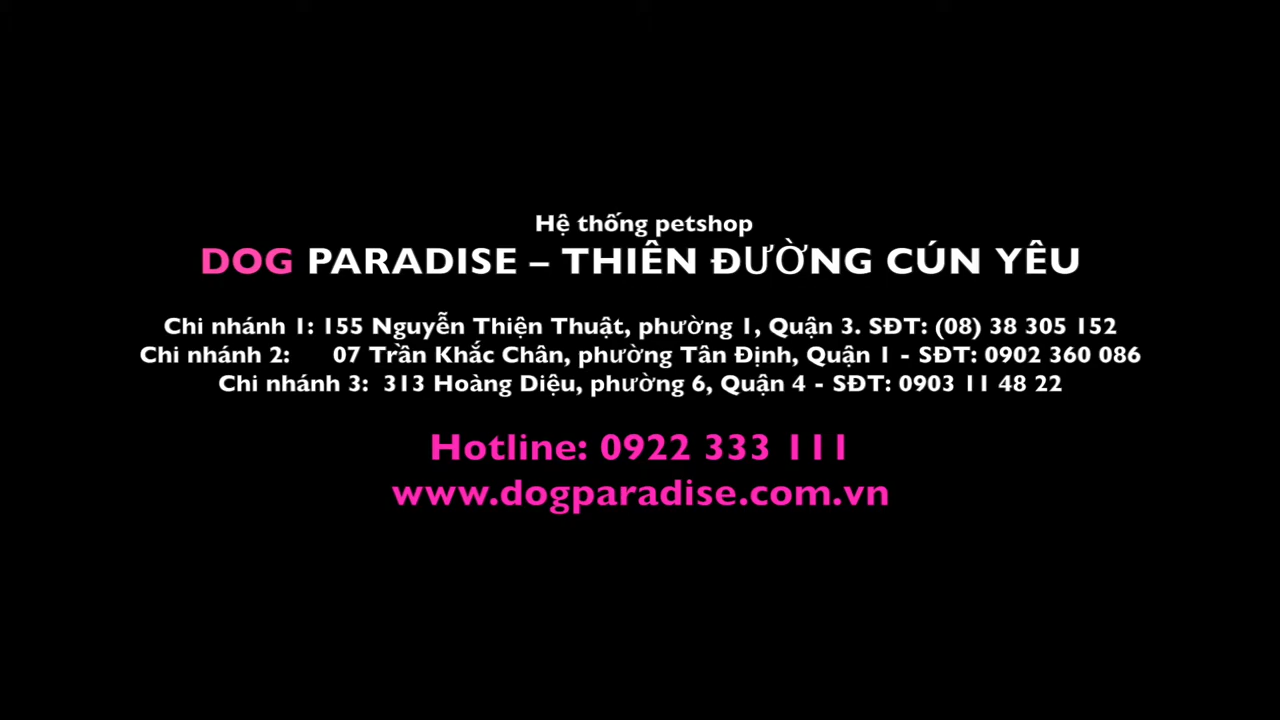 Hệ thống petshop
DOG PARADISE – THIÊN ĐƯỜNG CÚN YÊU
Chi nhánh 1: 155 Nguyễn Thiện Thuật, phường 1, Quận 3. SĐT: (08) 38 305 152
Chi nhánh 2: 07 Trần Khắc Chân, phường Tân Định, Quận 1 - SĐT: 0902 360 086
Chi nhánh 3: 313 Hoàng Diệu, phường 6, Quận 4 - SĐT: 0903 11 48 22
Hotline: 0922 333 111
www.dogparadise.com.vn